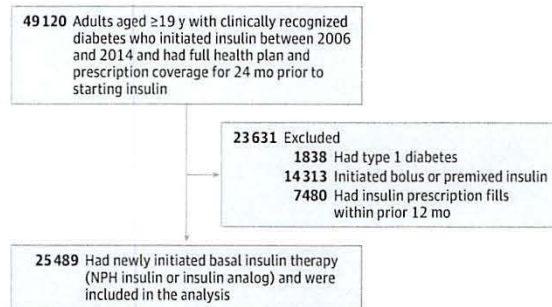 49120 Adults aged ≥19 y with clinically recognized
diabetes who initiated insulin between 2006
and 2014 and had full health plan and
prescription coverage for 24 mo prior to
starting insulin
23631 Excluded
1838 Had type 1 diabetes
14313 Initiated bolus or premixed insulin
7480 Had insulin prescription fills
within prior 12 mo
25489 Had newly initiated basal insulin therapy
(NPH insulin or insulin analog) and were
included in the analysis